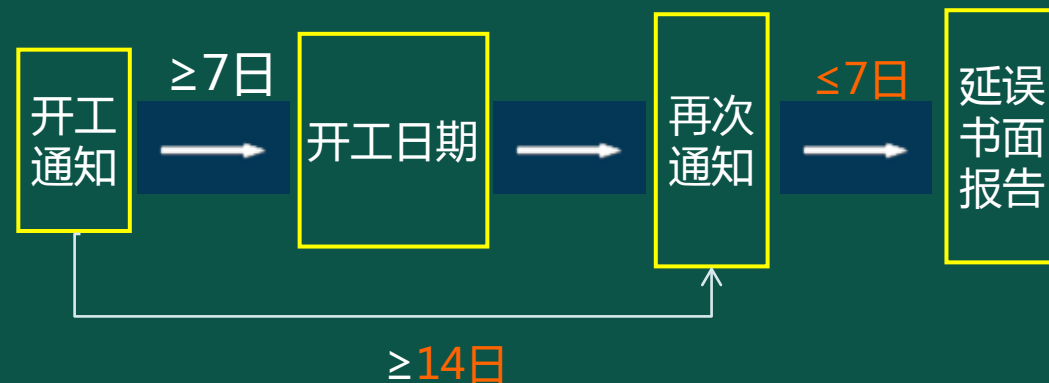 开工
通知
≥7日
开工日期
再次
通知
≤7日
延误
书面
报告
≥14日